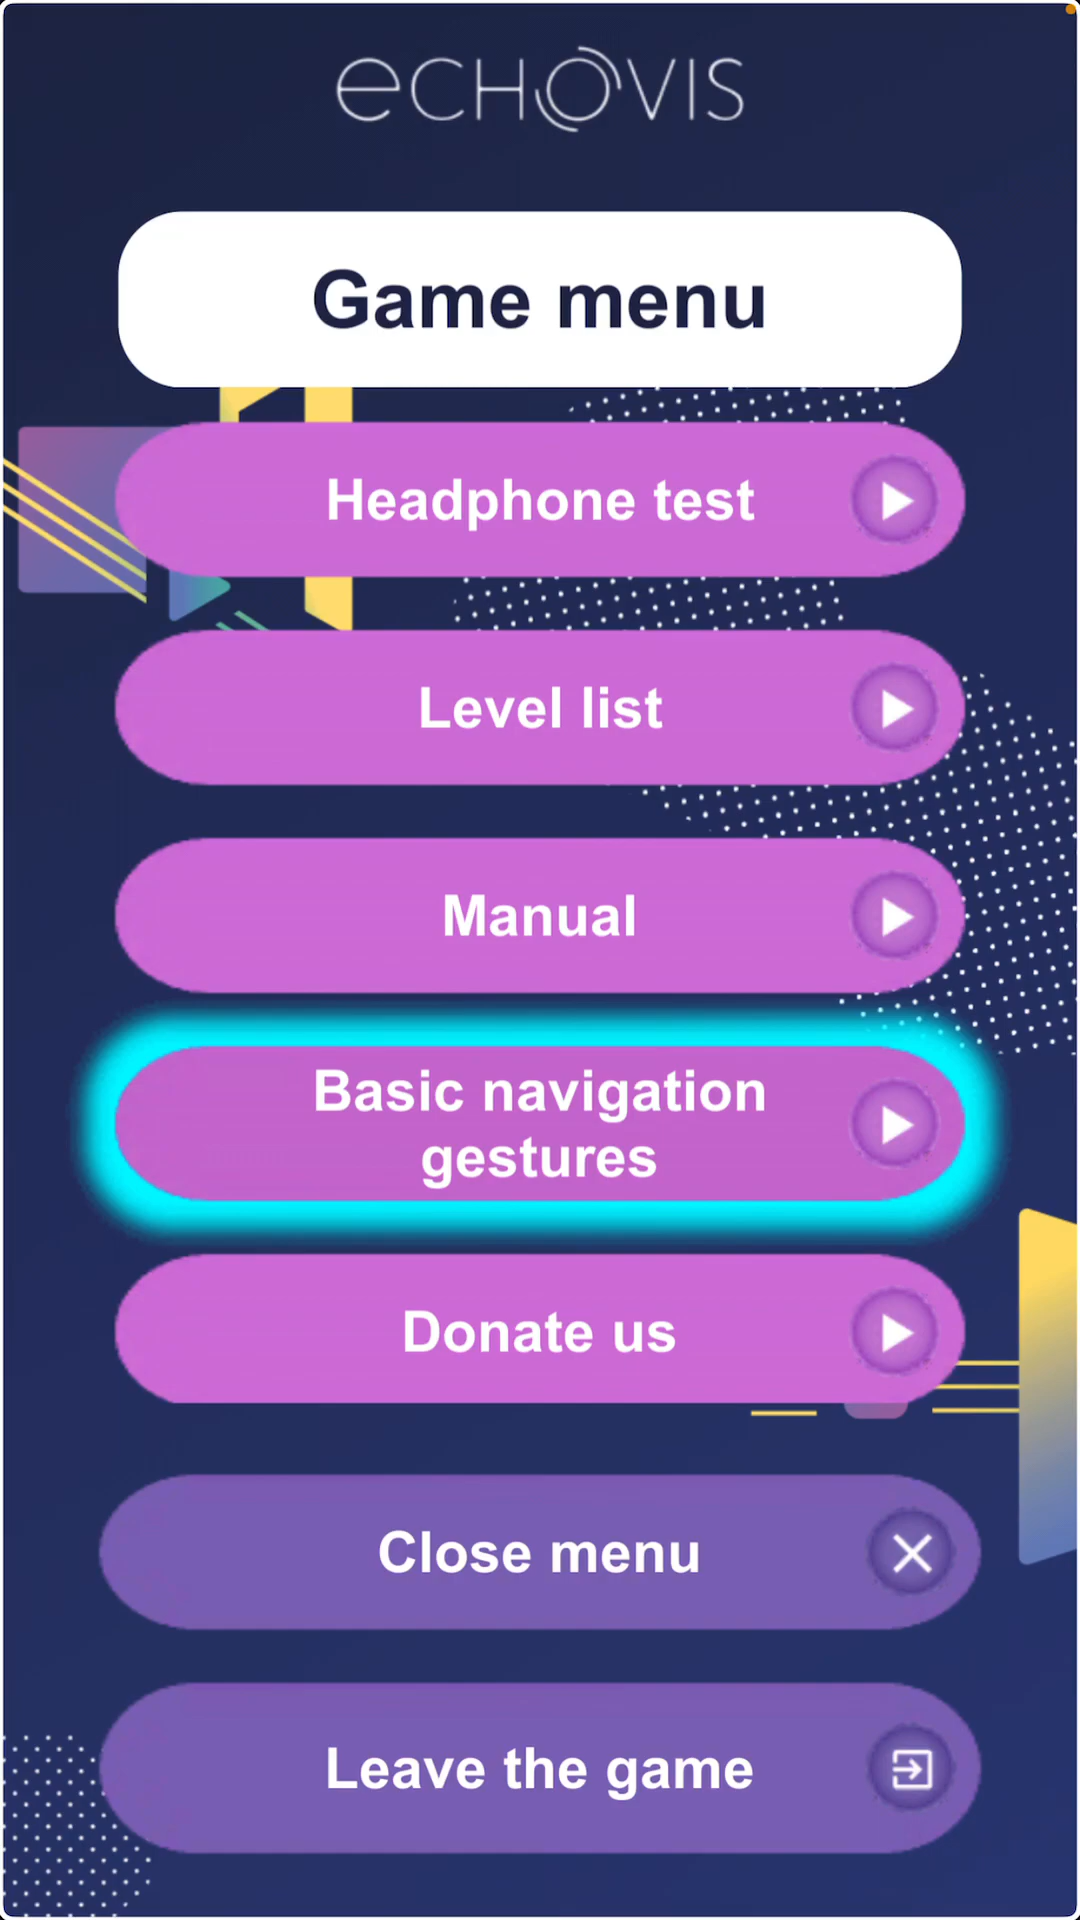 eCHOVIS
Game menu
Headphone test
Level list
Manual
Basic navigation
gestures
Donate us
Close menu
Leave the game